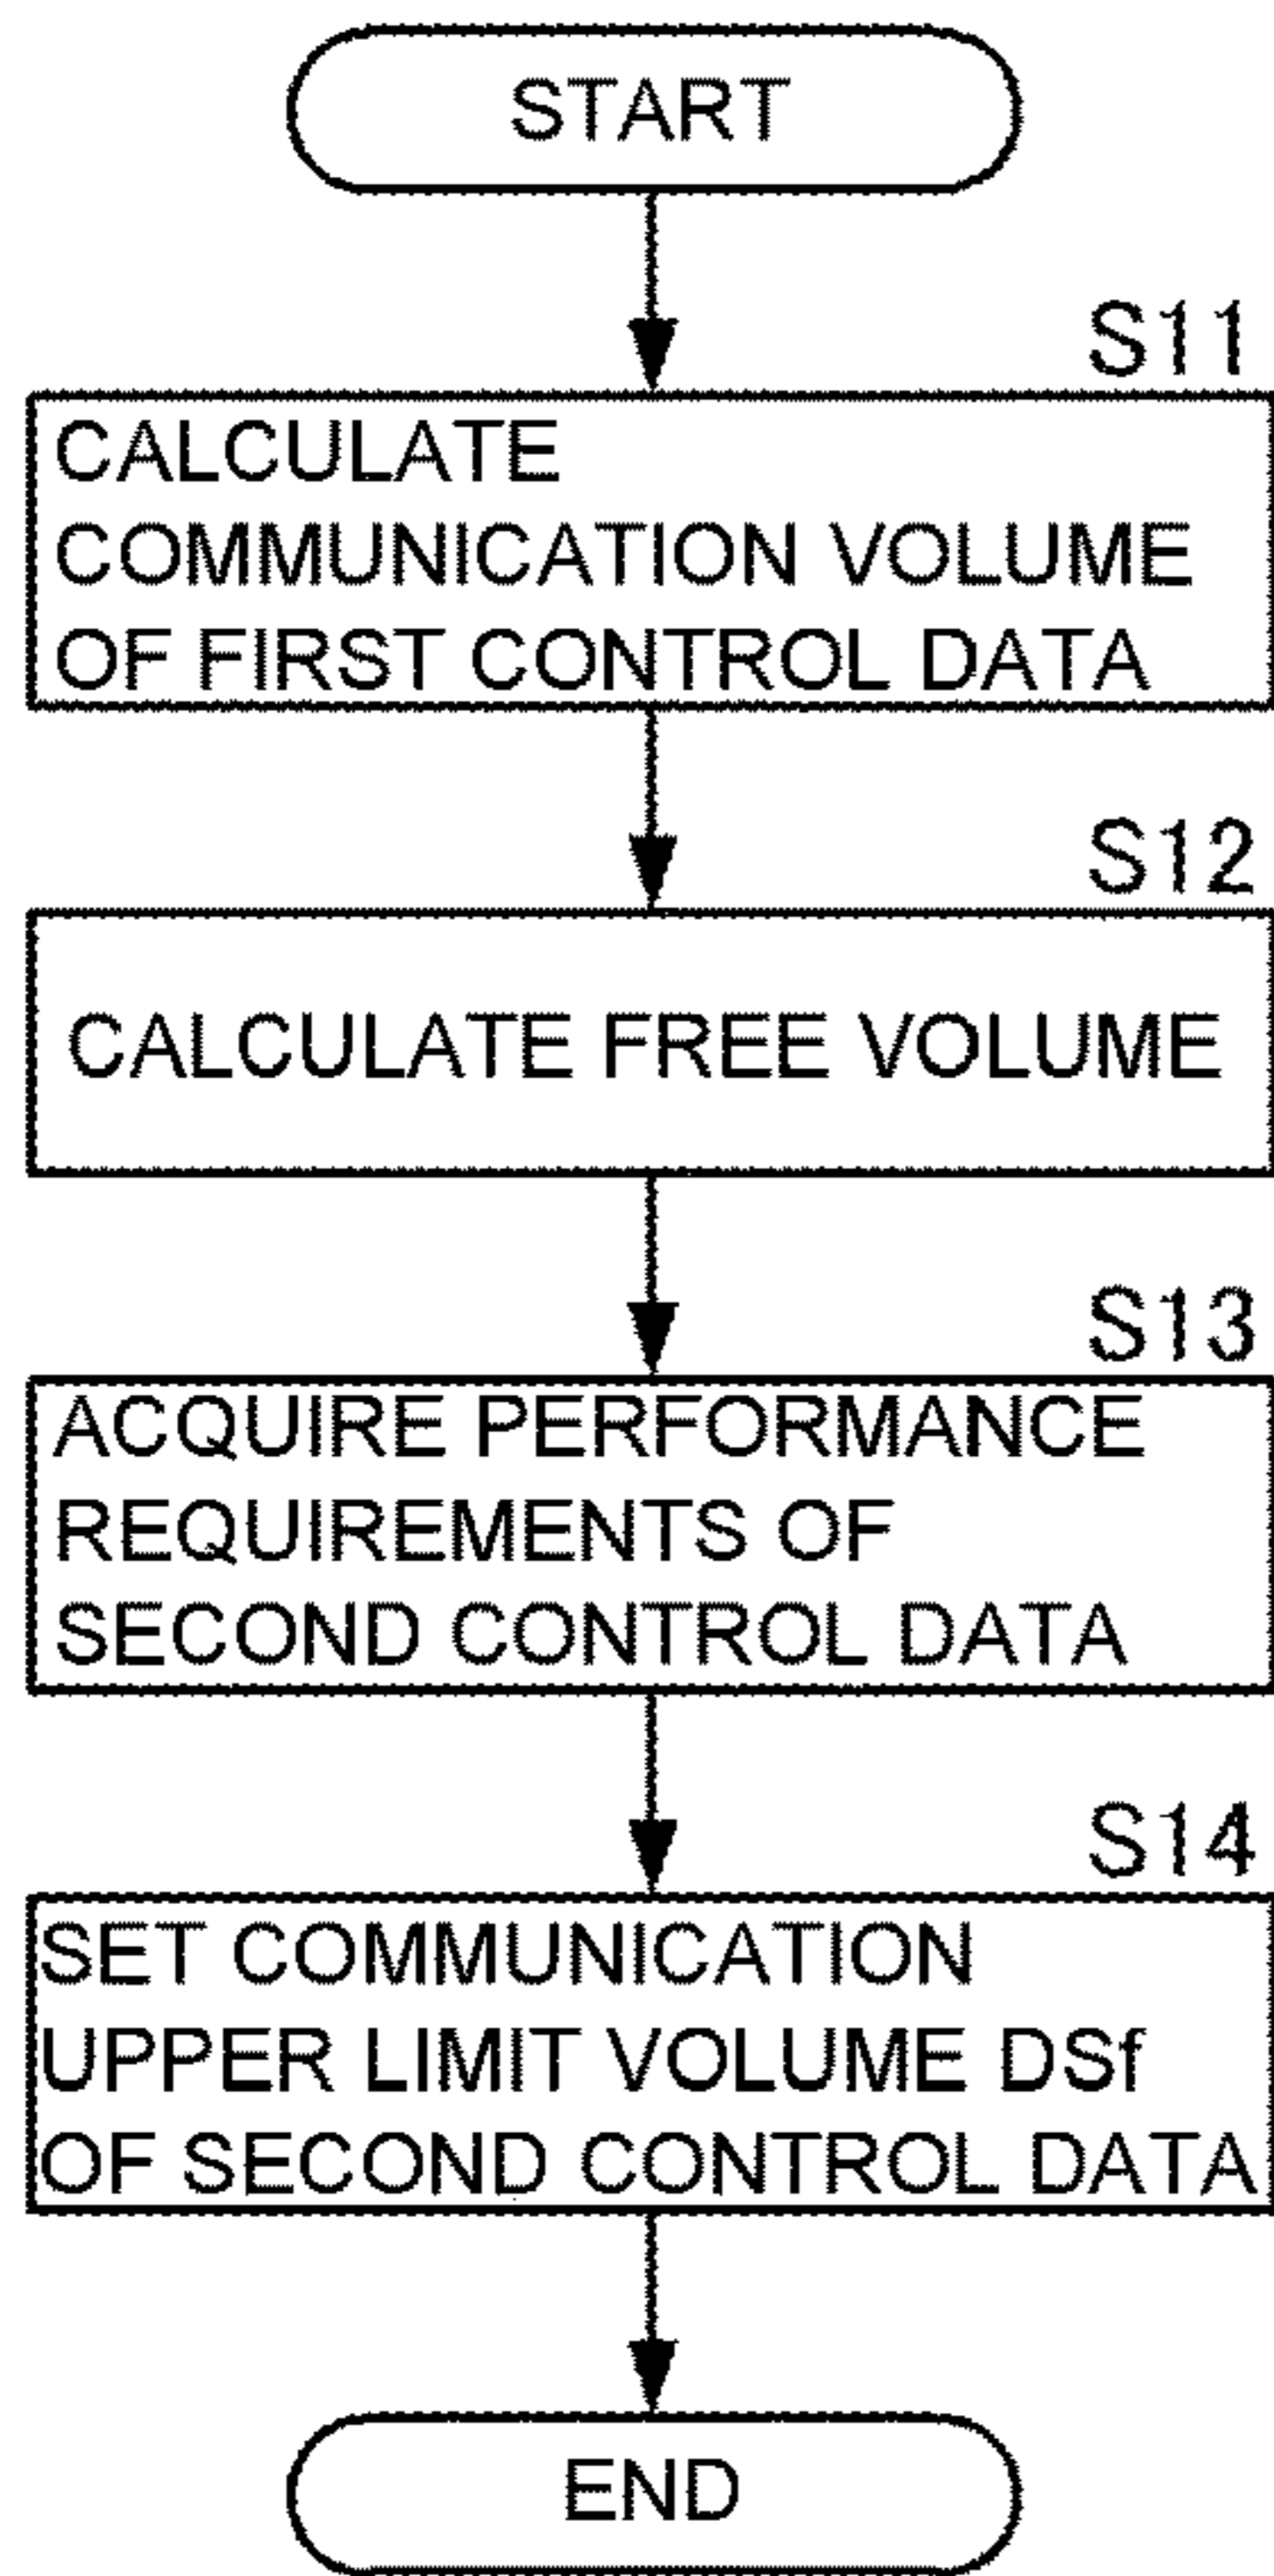 START
S11
CALCULATE
COMMUNICATION VOLUME
OF FIRST CONTROL DATA
S12
CALCULATE FREE VOLUME
S13
ACQUIRE PERFORMANCE
REQUIREMENTS OF
SECOND CONTROL DATA
S14
SET COMMUNICATION
UPPER LIMIT VOLUME DSf
OF SECOND CONTROL DATA
END